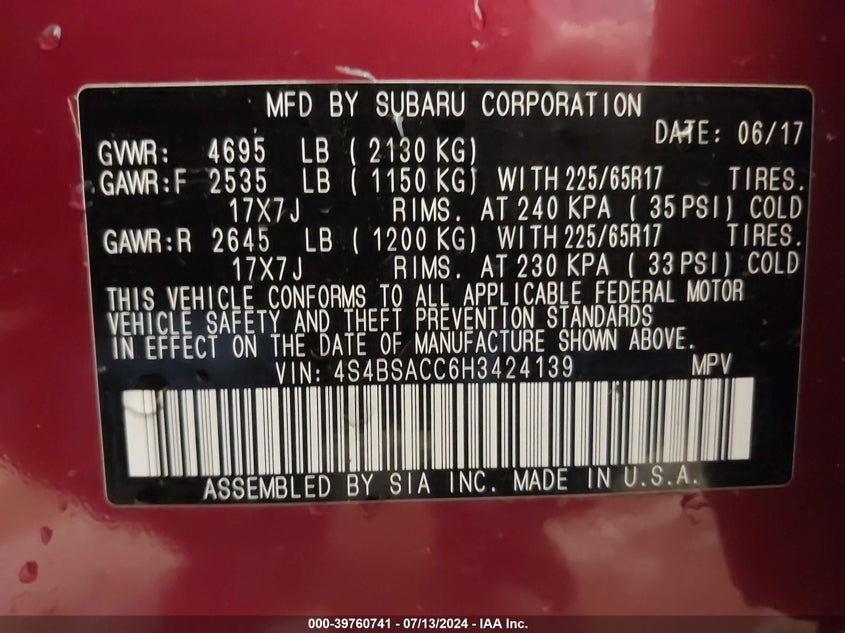 MFD BY SUBARU CORPORATION
DATE: 06/17
GVWR: 4695 LB ( 2130 KG)
GAWR:F 2535 LB ( 1150 KG) WITH 225/65R17 TIRES.
17X7J RIMS. AT 240 KPA ( 35 PSI) COLD
GAWR:R 2645 LB ( 1200 KG) WITH 225/65R17 TIRES.
17X7J RIMS. AT 230 KPA ( 33 PSI) COLD
THIS VEHICLE CONFORMS TO ALL APPLICABLE FEDERAL MOTOR
VEHICLE SAFETY AND THEFT PREVENTION STANDARDS
IN EFFECT ON THE DATE OF MANUFACTURE SHOWN ABOVE.
VIN: 4S4BSACC6H3424139 MPV
ASSEMBLED BY SIA INC. MADE IN U.S.A.
000-39760741 - 07/13/2024 - IAA Inc.